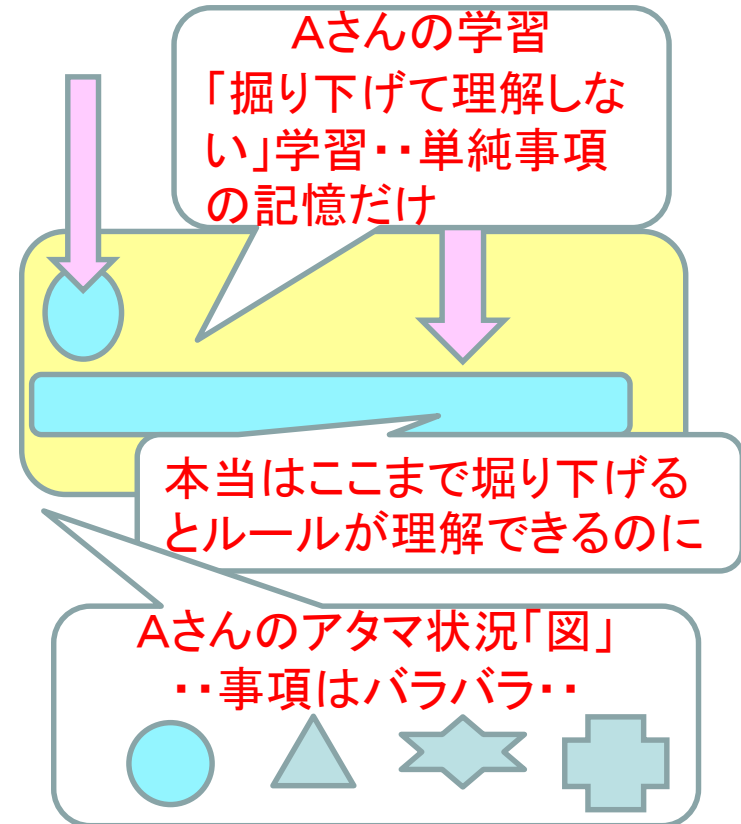 Aさんの学習
「掘り下げて理解しな
い」学習・・単純事項
の記憶だけ
本当はここまで堀り下げる
とルールが理解できるのに
Aさんのアタマ状況「図」
・・事項はバラバラ・・